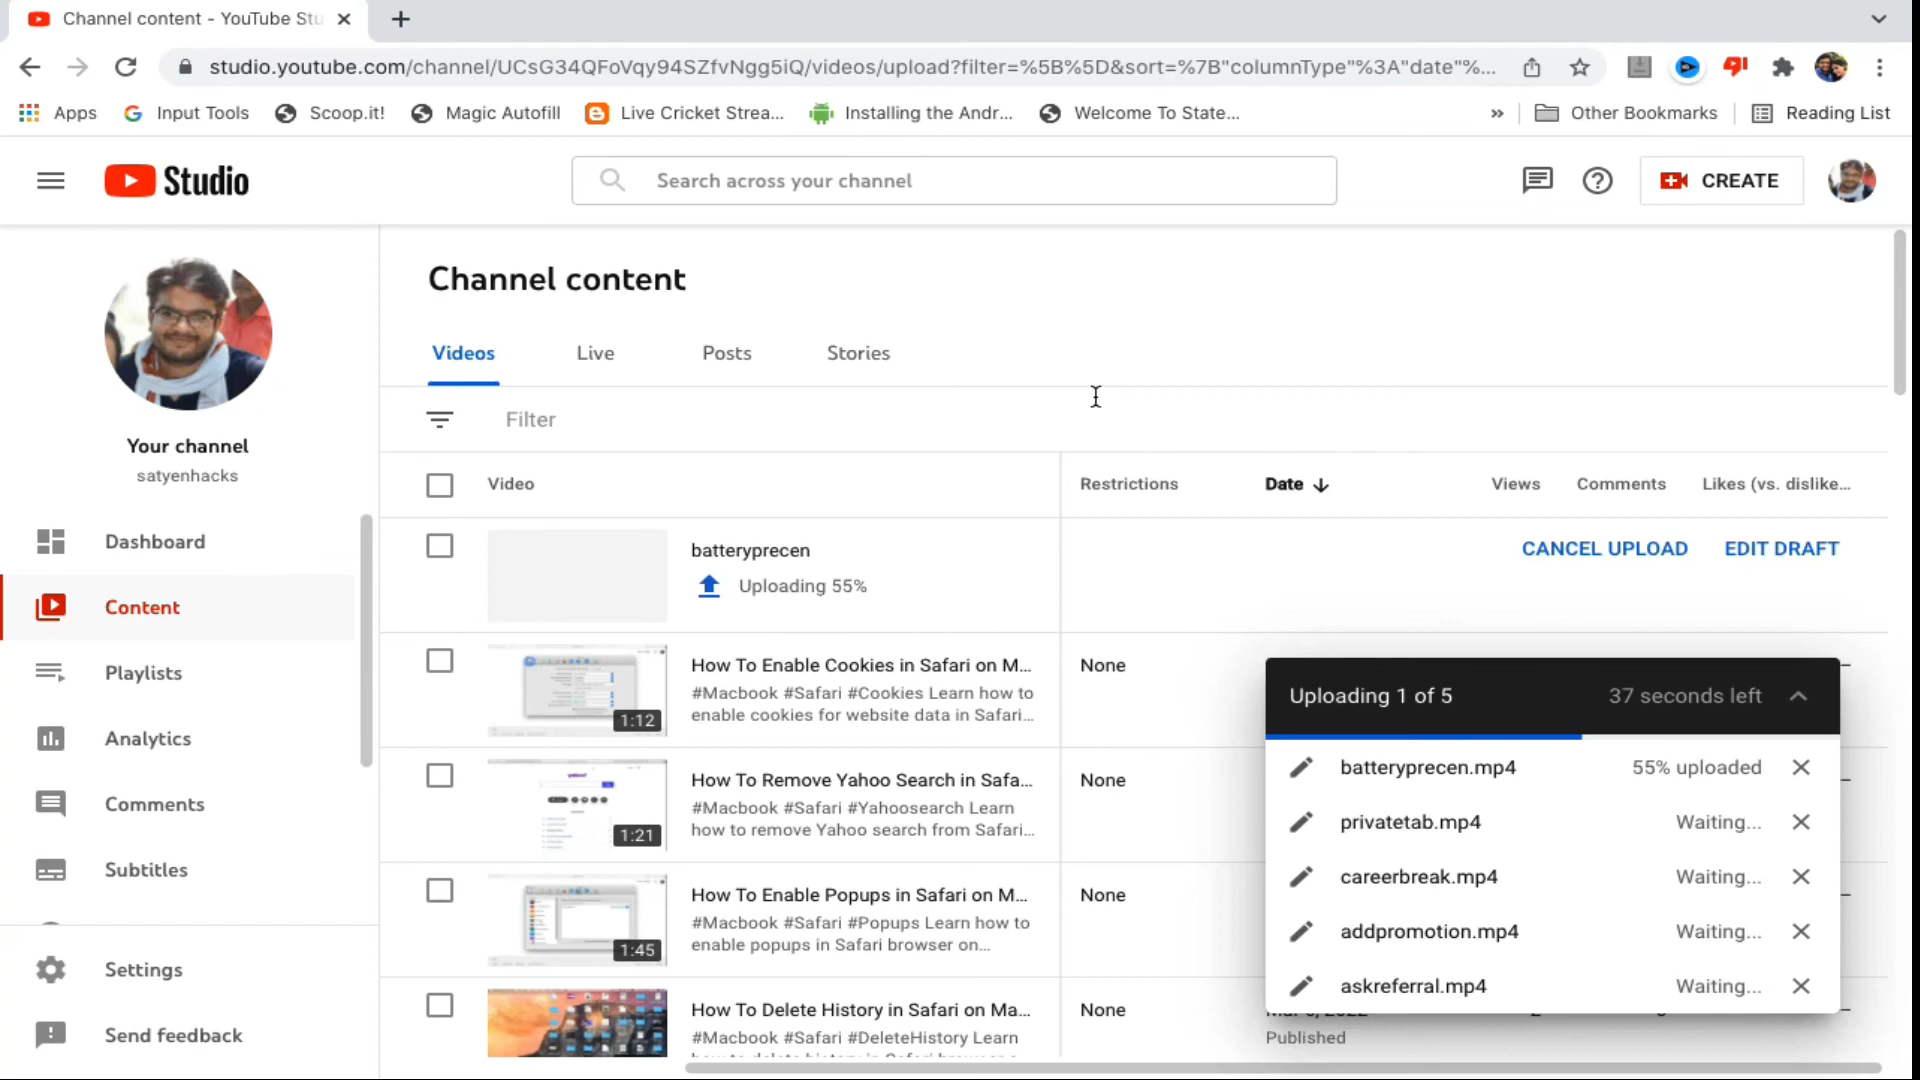 Channel content - YouTube Stu
studio.youtube.com/channel/UCsG34QFoVqy94SZfvNgg5iQ/videos/upload?filter=%5B%5D&sort=%7B"columnType"%3A"date"%...
Apps
Input Tools
Scoop.it!
Magic Autofill
Live Cricket Strea...
Installing the Andr...
Welcome To State...
»
Other Bookmarks
Reading List
Studio
Search across your channel
CREATE
Your channel
satyenhacks
Dashboard
Content
Playlists
Analytics
Comments
Subtitles
Settings
Send feedback
Channel content
Videos
Live
Posts
Stories
Filter
Video
Restrictions
Date
Views
Comments
Likes (vs. dislike...
batteryprecen
Uploading 55%
CANCEL UPLOAD
EDIT DRAFT
1:12
How To Enable Cookies in Safari on M...
#Macbook #Safari #Cookies Learn how to
enable cookies for website data in Safari...
None
1:21
How To Remove Yahoo Search in Safa...
#Macbook #Safari #Yahoosearch Learn
how to remove Yahoo search from Safari...
None
1:45
How To Enable Popups in Safari on M...
#Macbook #Safari #Popups Learn how to
enable popups in Safari browser on...
None
How To Delete History in Safari on Ma...
#Macbook #Safari #DeleteHistory Learn
None
Published
Uploading 1 of 5
37 seconds left
batteryprecen.mp4
55% uploaded
privatetab.mp4
Waiting...
careerbreak.mp4
Waiting...
addpromotion.mp4
Waiting...
askreferral.mp4
Waiting...